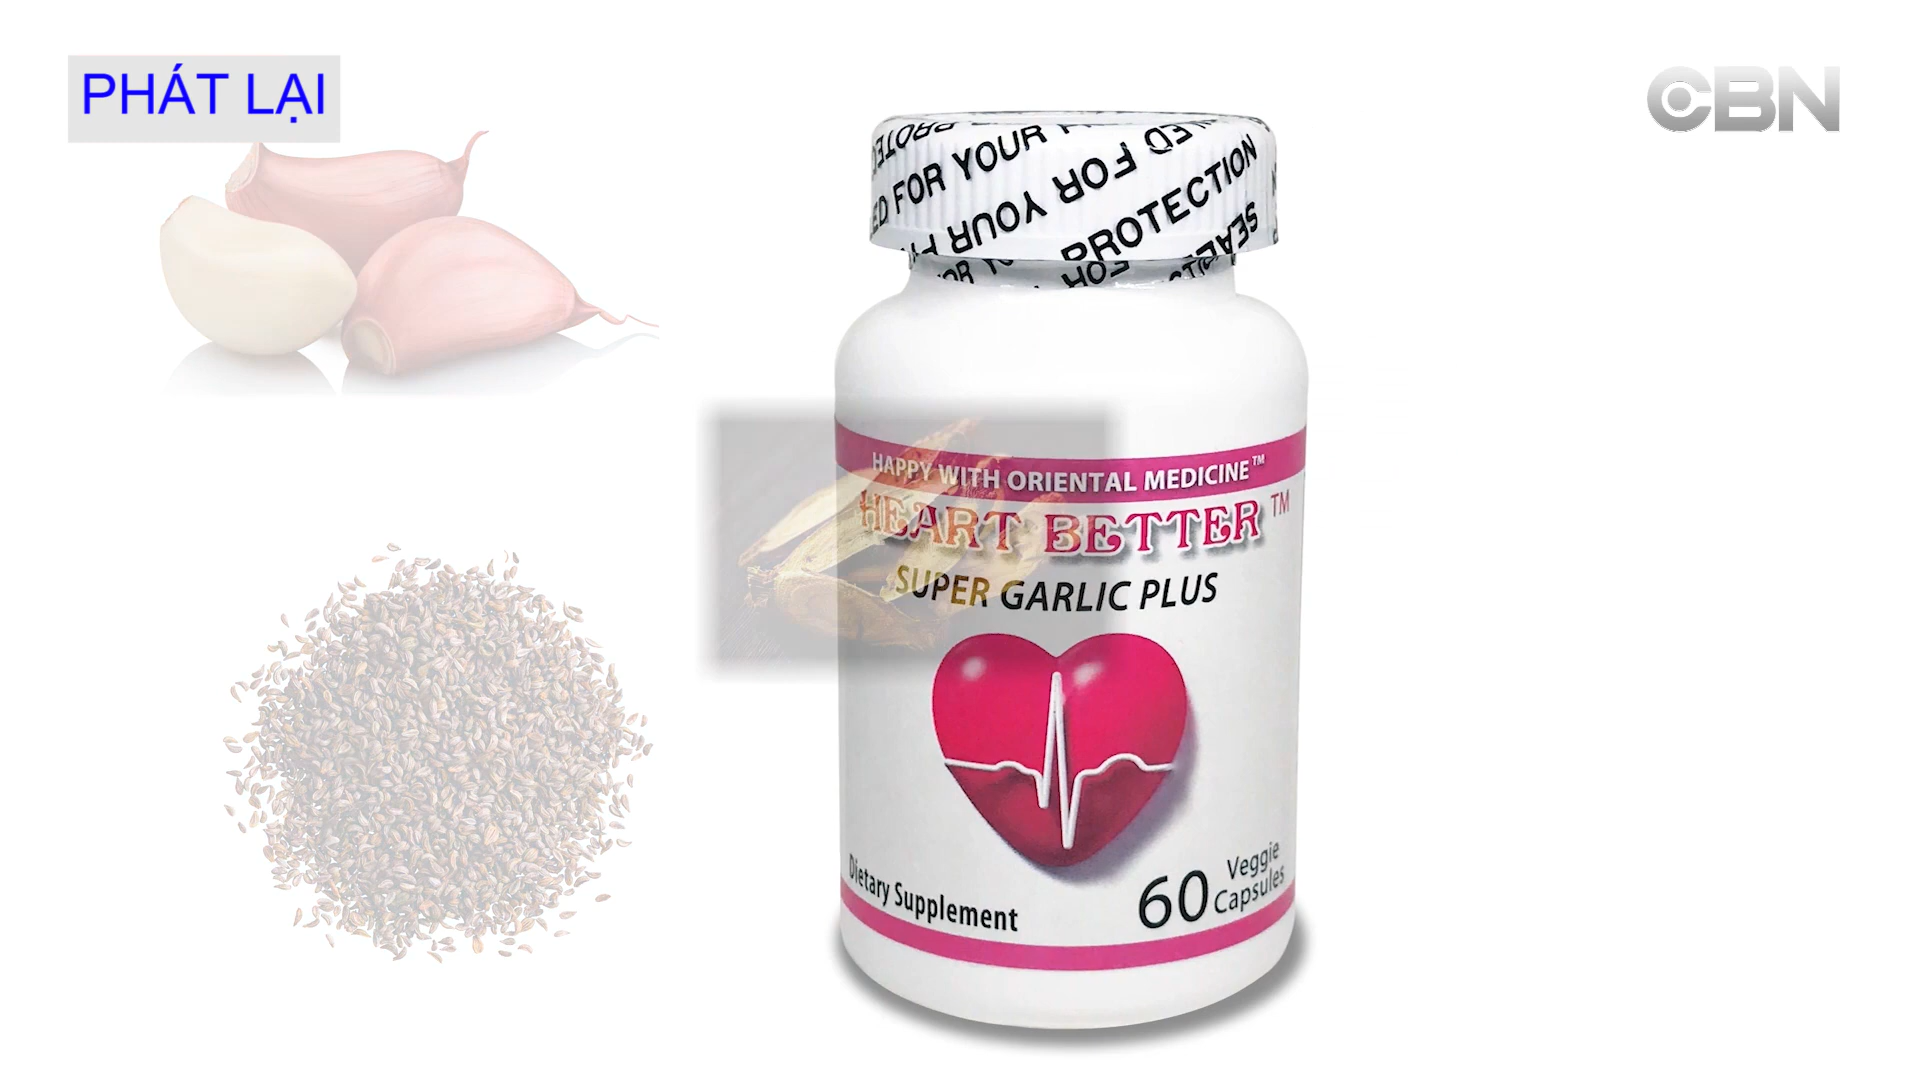 PHÁT LẠI
CBN
FOR YOUR
FOR YOUR
PROTECTION
HAPPY WITH ORIENTAL MEDICINE™
HEART BETTER™
SUPER GARLIC PLUS
Dietary Supplement
60 Veggie
Capsules